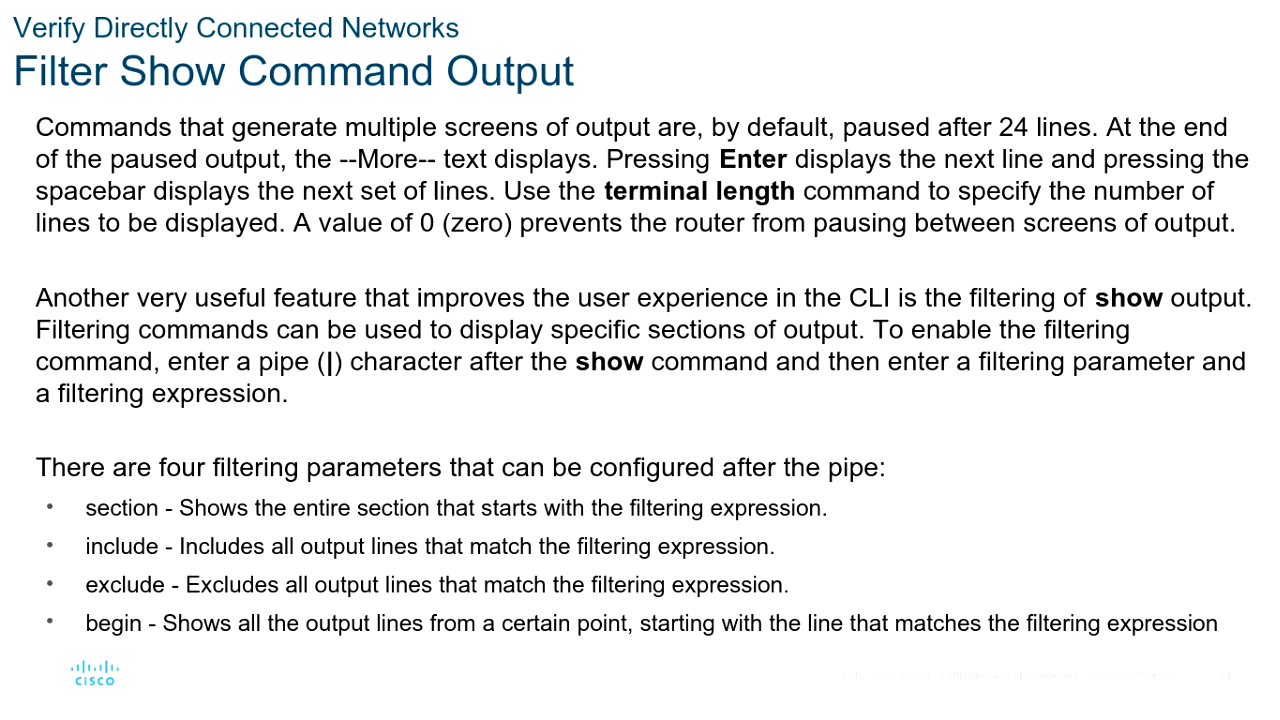 Verify Directly Connected Networks
Filter Show Command Output
Commands that generate multiple screens of output are, by default, paused after 24 lines. At the end
of the paused output, the --More-- text displays. Pressing Enter displays the next line and pressing the
spacebar displays the next set of lines. Use the terminal length command to specify the number of
lines to be displayed. A value of 0 (zero) prevents the router from pausing between screens of output.
Another very useful feature that improves the user experience in the CLI is the filtering of show output.
Filtering commands can be used to display specific sections of output. To enable the filtering
command, enter a pipe (|) character after the show command and then enter a filtering parameter and
a filtering expression.
There are four filtering parameters that can be configured after the pipe:
• section - Shows the entire section that starts with the filtering expression.
• include - Includes all output lines that match the filtering expression.
• exclude - Excludes all output lines that match the filtering expression.
• begin - Shows all the output lines from a certain point, starting with the line that matches the filtering expression
CISCO